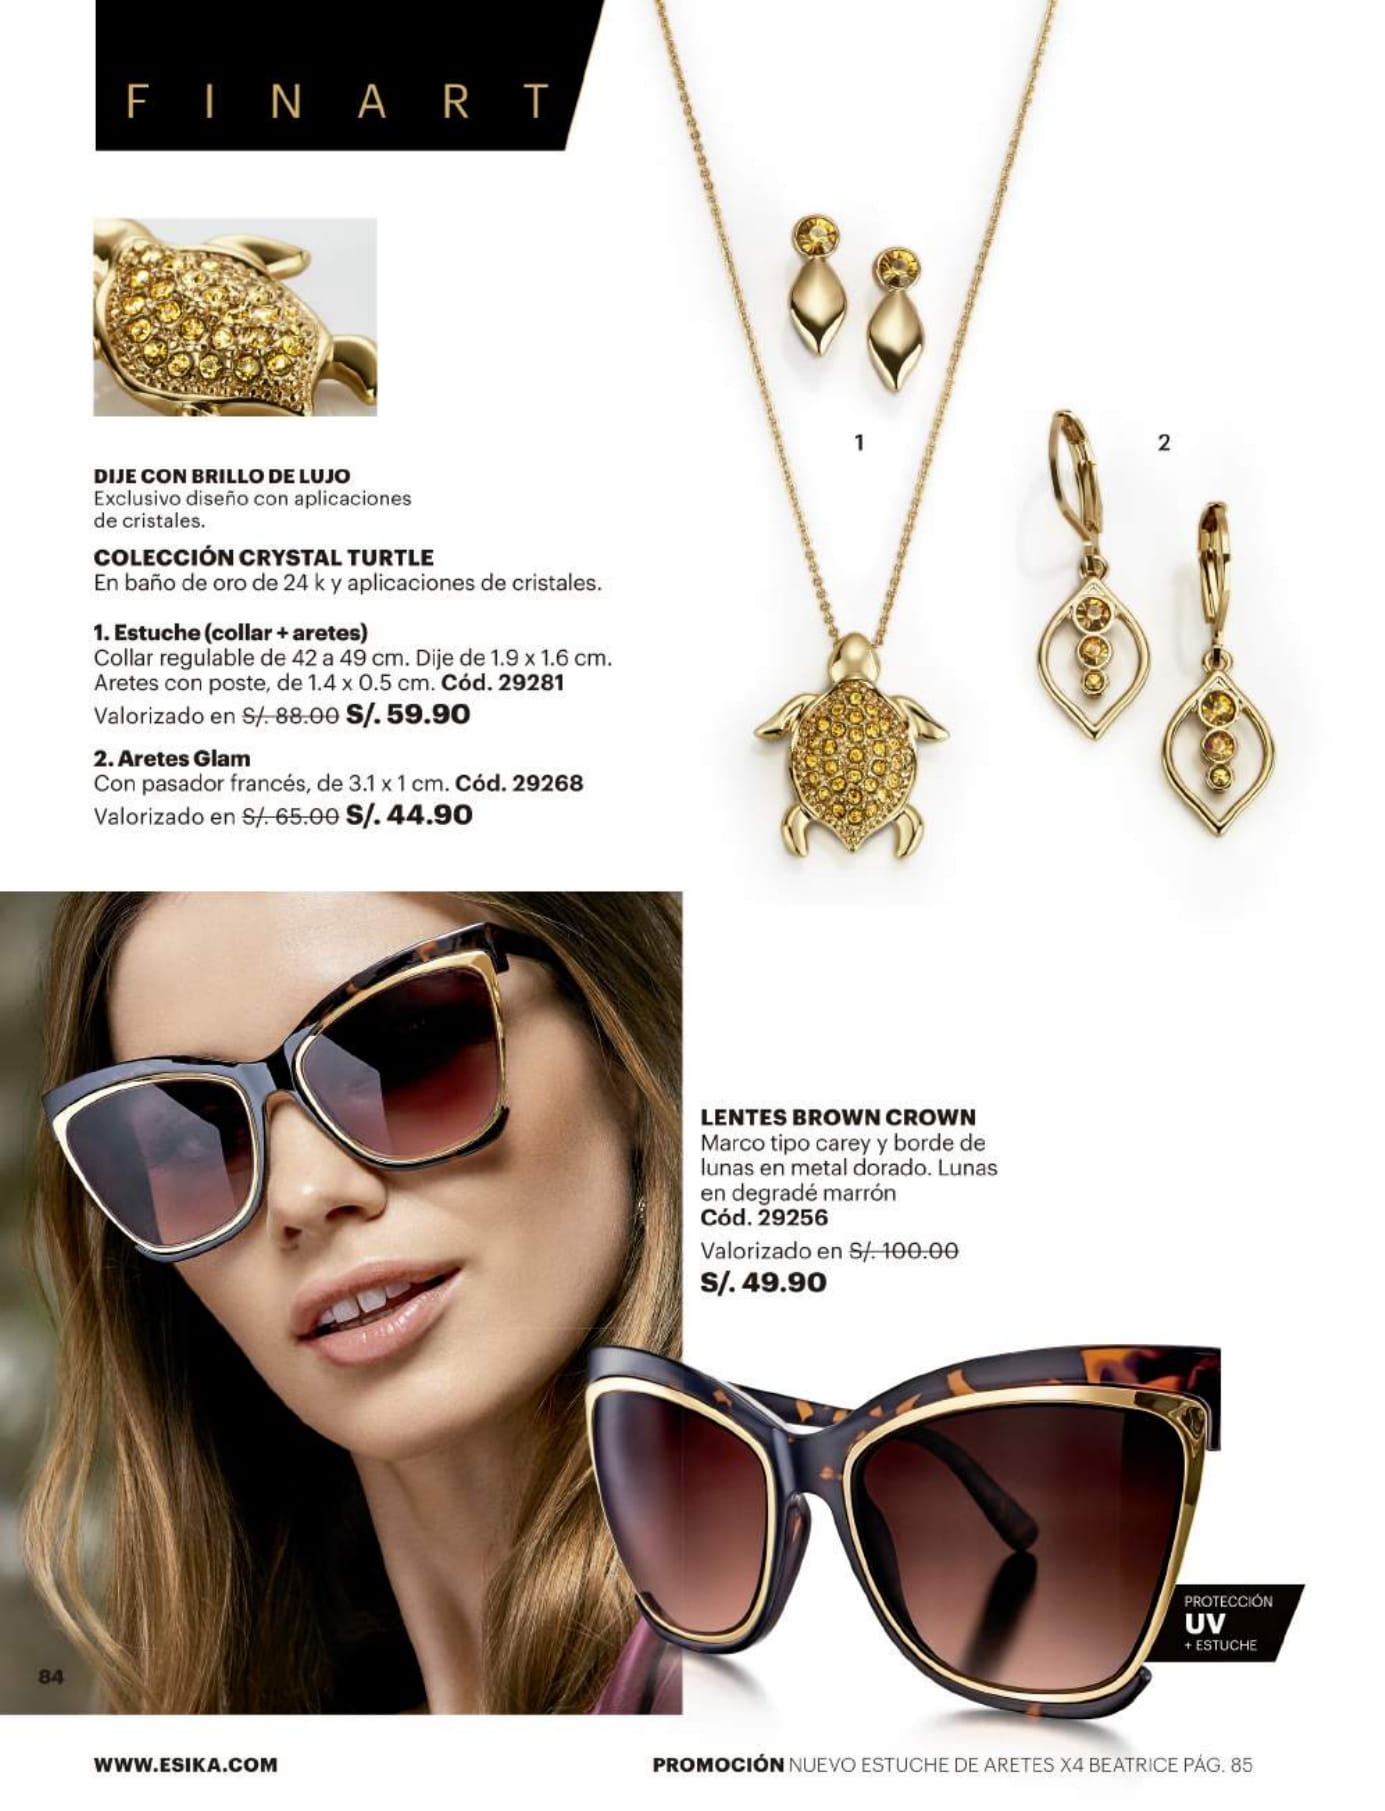 FINART
DIJE CON BRILLO DE LUJO
Exclusivo diseño con aplicaciones
de cristales.
COLECCIÓN CRYSTAL TURTLE
En baño de oro de 24 k y aplicaciones de cristales.
1. Estuche (collar + aretes)
Collar regulable de 42 a 49 cm. Dije de 1.9 x 1.6 cm.
Aretes con poste, de 1.4 x 0.5 cm. Cód. 29281
Valorizado en S/. 88.00 S/. 59.90
2. Aretes Glam
Con pasador francés, de 3.1 x 1 cm. Cód. 29268
Valorizado en S/. 65.00 S/. 44.90
1
2
LENTES BROWN CROWN
Marco tipo carey y borde de
lunas en metal dorado. Lunas
en degradé marrón
Cód. 29256
Valorizado en S/. 100.00
S/. 49.90
PROTECCIÓN
UV
+ ESTUCHE
84
WWW.ESIKA.COM
PROMOCIÓN NUEVO ESTUCHE DE ARETES X4 BEATRICE PÁG. 85